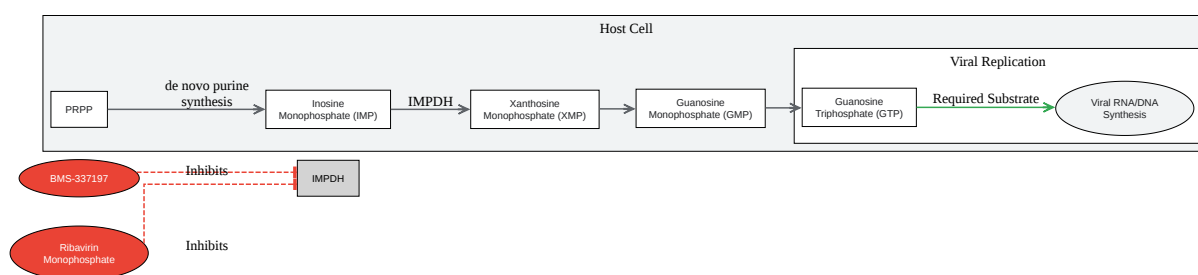 Host Cell
Viral Replication
de novo purine
synthesis
IMPDH
Required Substrate
PRPP
Inosine
Monophosphate (IMP)
Xanthosine
Monophosphate (XMP)
Guanosine
Monophosphate (GMP)
Guanosine
Triphosphate (GTP)
Viral RNA/DNA
Synthesis
BMS-337197
Inhibits
IMPDH
Ribavirin
Monophosphate
Inhibits